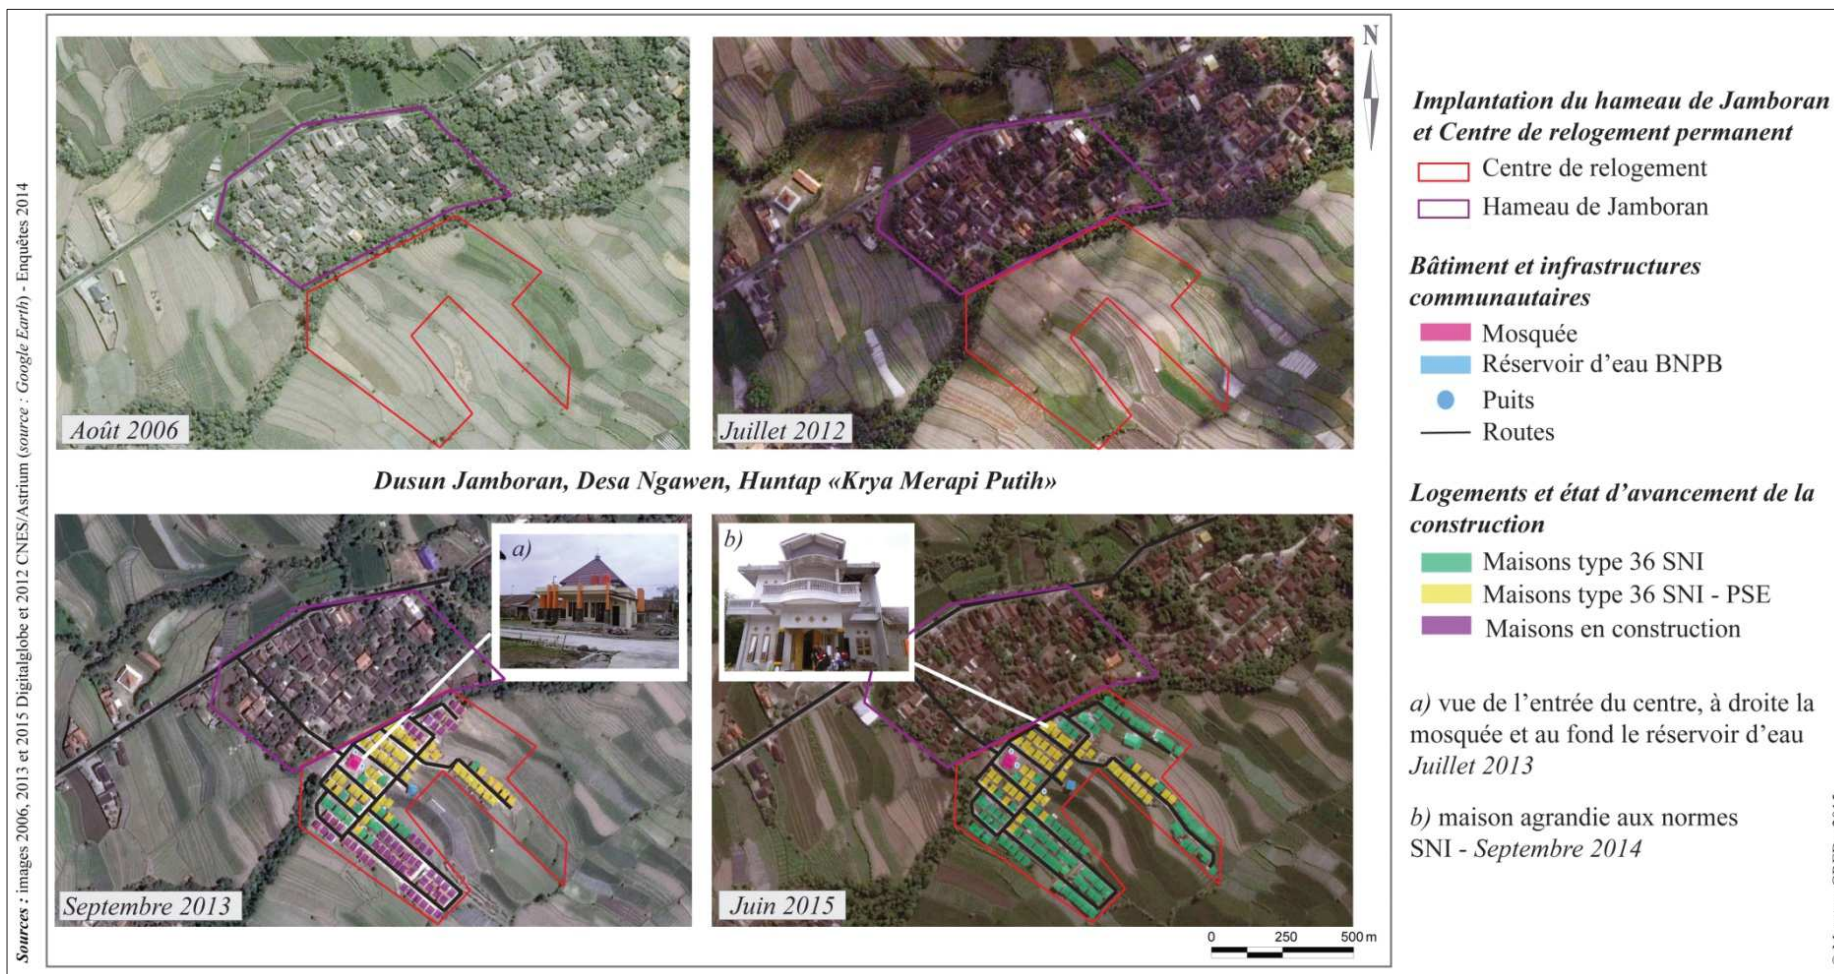 Sources : images 2006, 2013 et 2015 Digitalglobe et 2012 CNES/Astrium (source : Google Earth) - Enquêtes 2014
Août 2006
Juillet 2012
N
Dusun Jamboran, Desa Ngawen, Huntap «Krya Merapi Putih»
a)
b)
Septembre 2013
Juin 2015
0 250 500 m
Implantation du hameau de Jamboran
et Centre de relogement permanent
Centre de relogement
Hameau de Jamboran
Bâtiment et infrastructures
communautaires
Mosquée
Réservoir d'eau BNPB
Puits
Routes
Logements et état d'avancement de la
construction
Maisons type 36 SNI
Maisons type 36 SNI - PSE
Maisons en construction
a) vue de l'entrée du centre, à droite la
mosquée et au fond le réservoir d'eau
Juillet 2013
b) maison agrandie aux normes
SNI - Septembre 2014